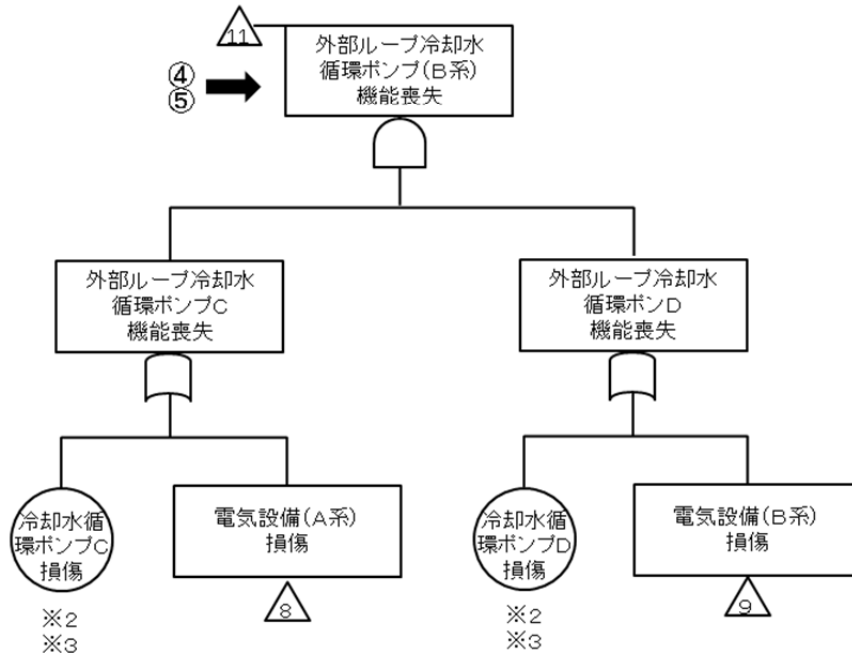 11
外部ループ冷却水
循環ポンプ(B系)
機能喪失
④
⑤
外部ループ冷却水
循環ポンプC
機能喪失
外部ループ冷却水
循環ポンD
機能喪失
冷却水循
環ポンプC
損傷
電気設備(A系)
損傷
冷却水循
環ポンプD
損傷
電気設備(B系)
損傷
※2
※3
8
※2
※3
9